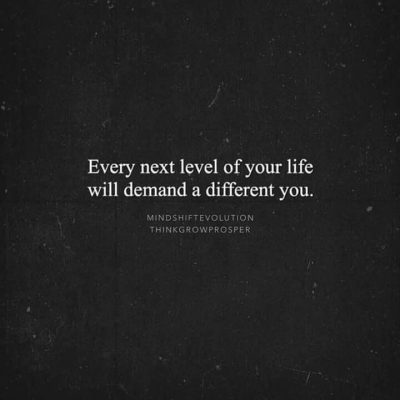 Every next level of your life
will demand a different you.
MINDSHIFTEVOLUTION
THINKGROWPROSPER